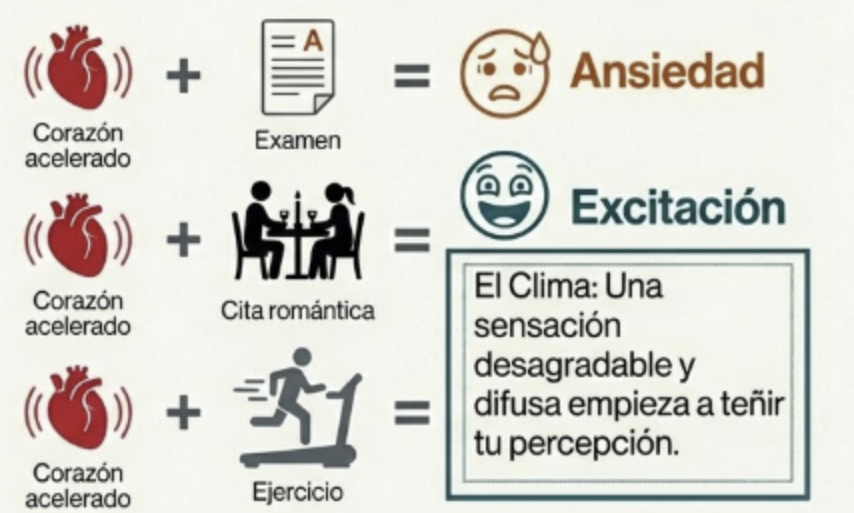 A
Ansiedad
Corazón
acelerado
Examen
Excitación
Corazón
acelerado
Cita romántica
El Clima: Una
sensación
desagradable y
difusa empieza a teñir
tu percepción.
Corazón
acelerado
Ejercicio